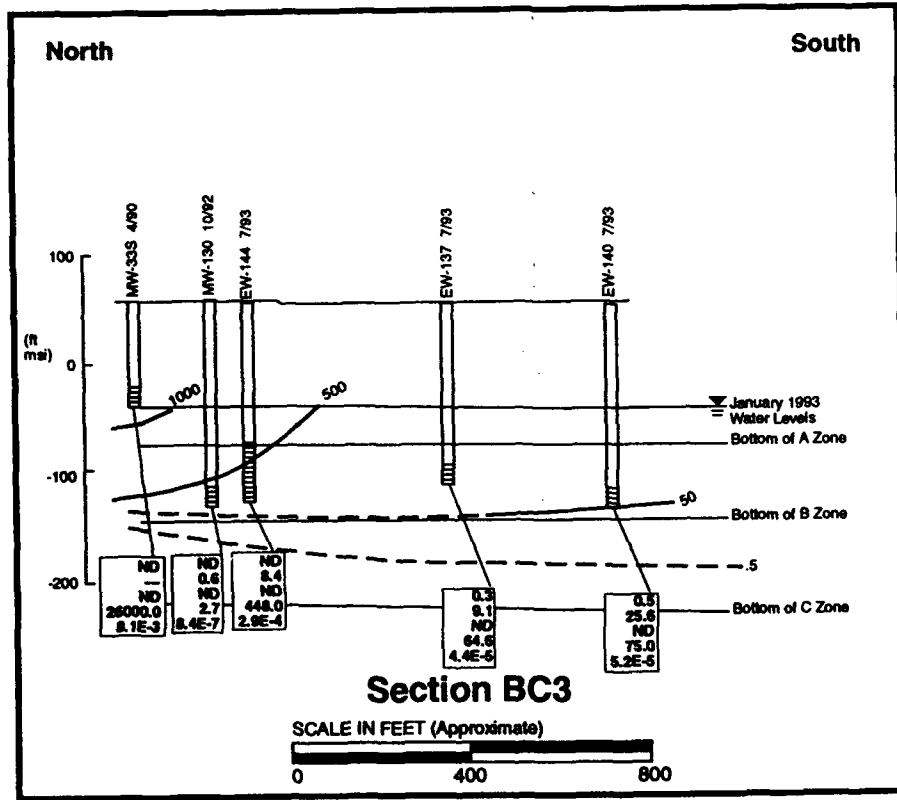 North
South
MW-33S 4/90
MW-130 10/92
EW-144 7/93
EW-137 7/93
EW-140 7/93
100
(ft
msl)
0
-100
-200
1000
500
January 1993
Water Levels
Bottom of A Zone
50
Bottom of B Zone
.5
Bottom of C Zone
ND
—
ND
26000.0
8.1E-3
ND
0.6
ND
2.7
8.4E-7
ND
8.4
ND
448.0
2.9E-4
0.3
9.1
ND
64.6
4.4E-5
0.5
25.6
ND
75.0
5.2E-5
Section BC3
SCALE IN FEET (Approximate)
0 400 800